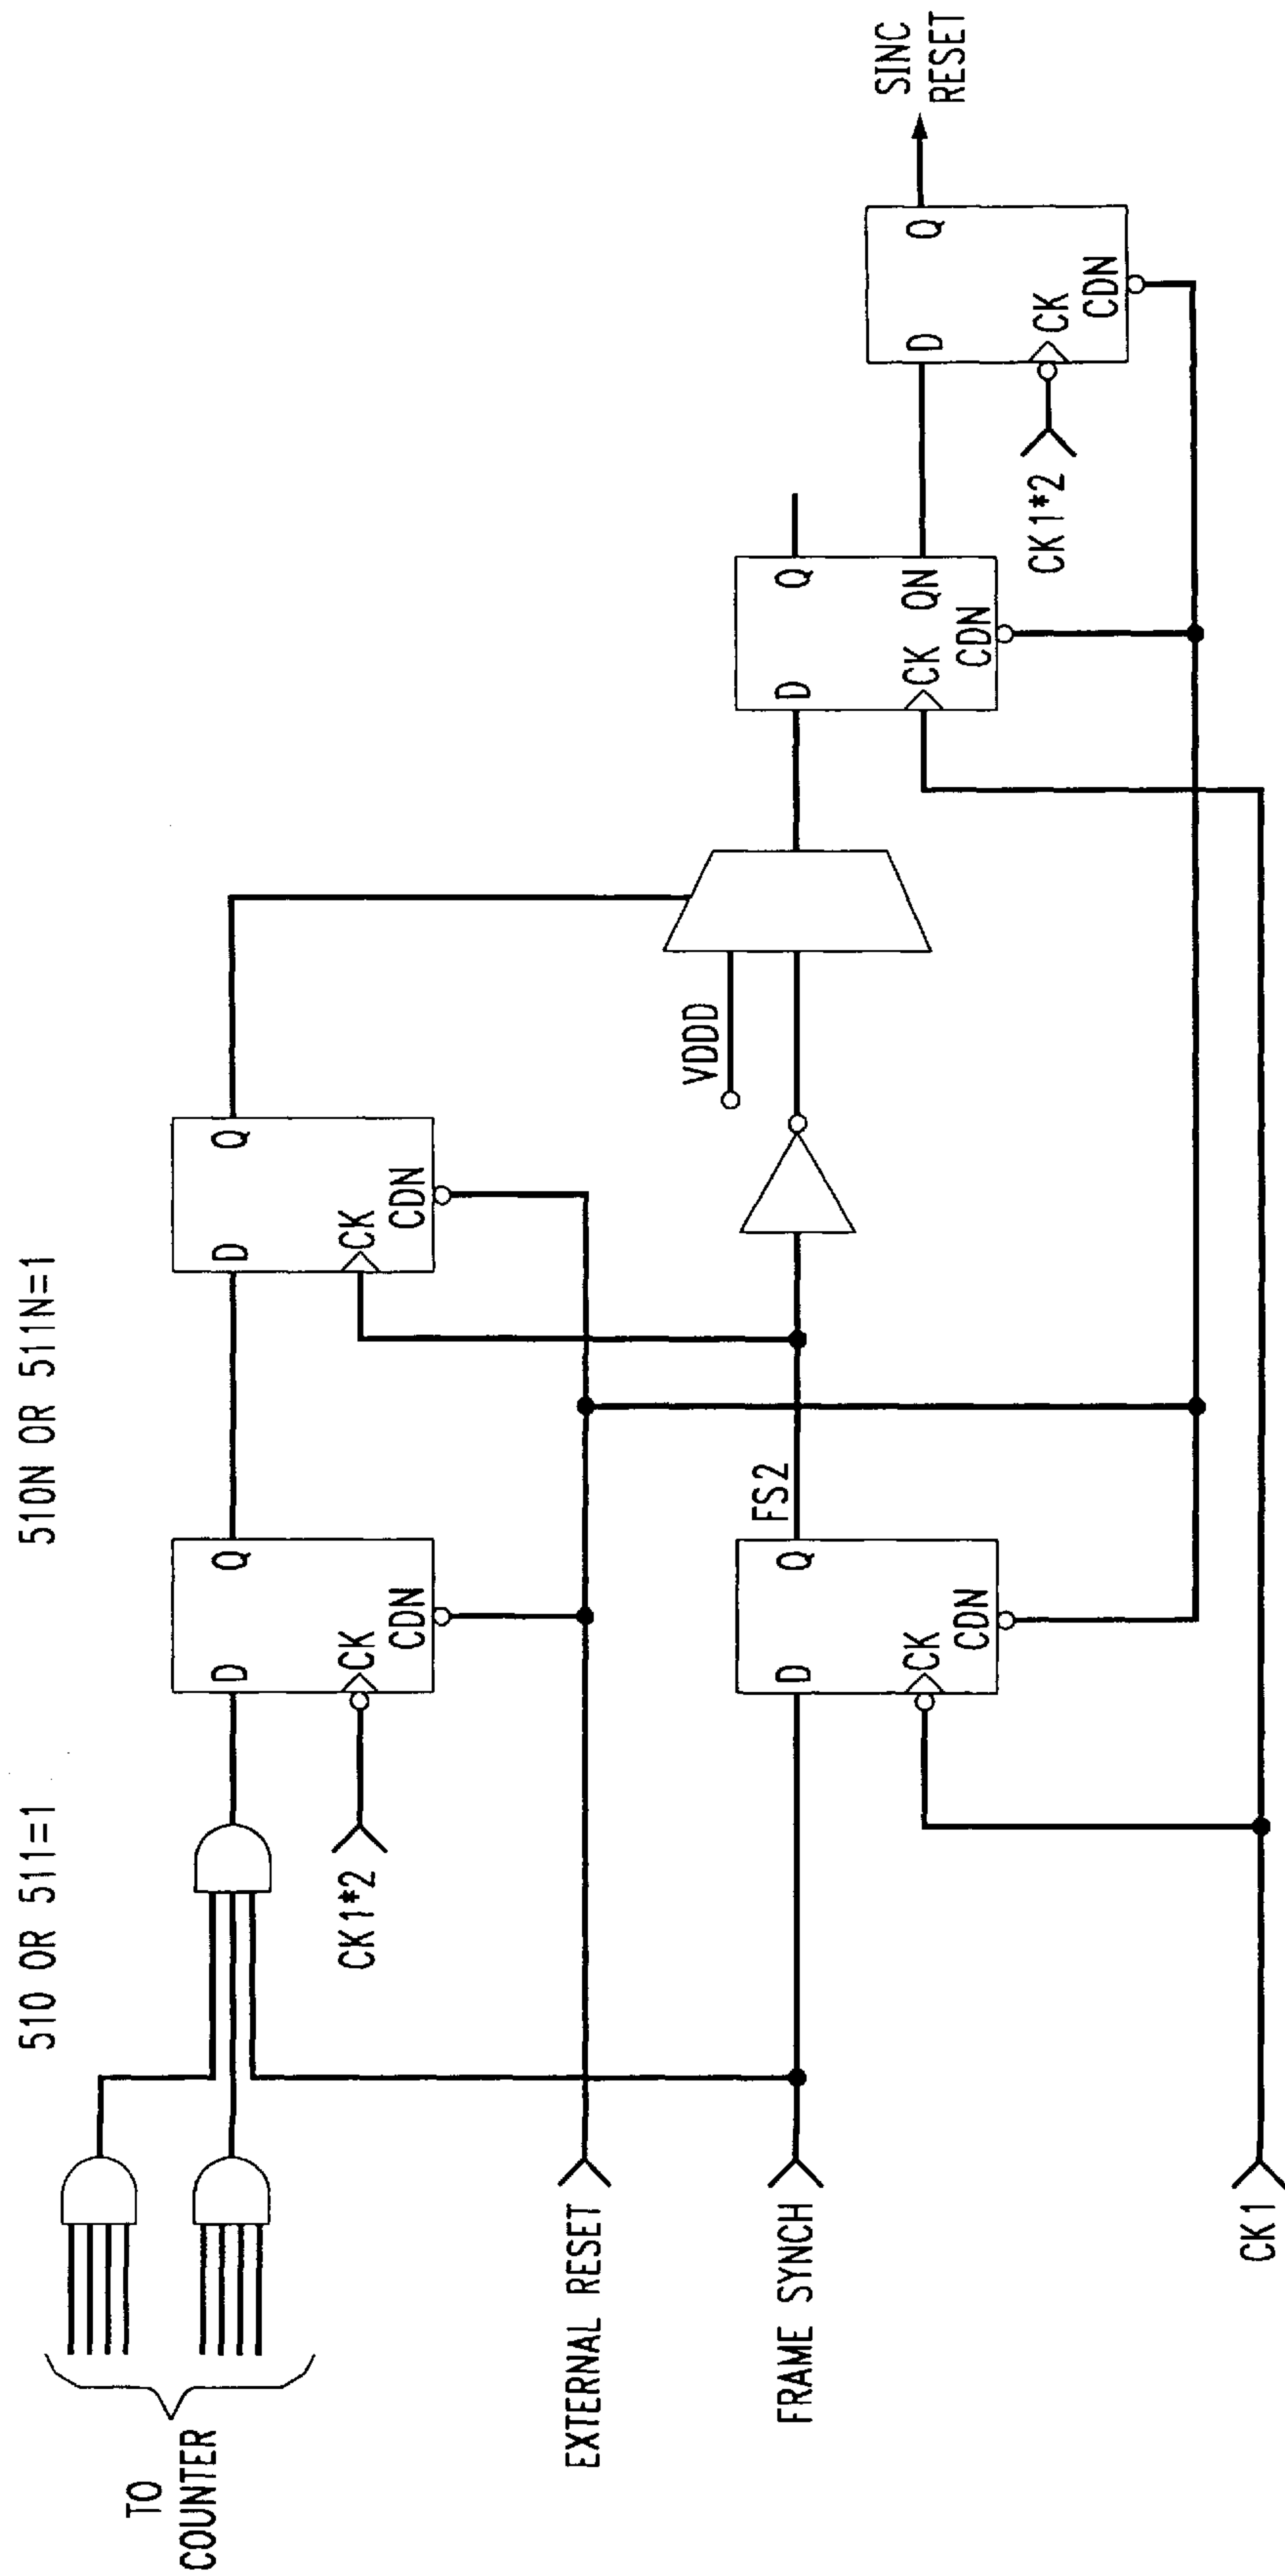 510 OR 511=1
510N OR 511N=1
TO
COUNTER
D
Q
CK
CDN
CK1*2
D
Q
CK
CDN
EXTERNAL RESET
FRAME SYNCH
D
Q
CK
CDN
FS2
VDDD
D
Q
CK
QN
CDN
D
Q
CK
CDN
CK1*2
SINC
RESET
CK1